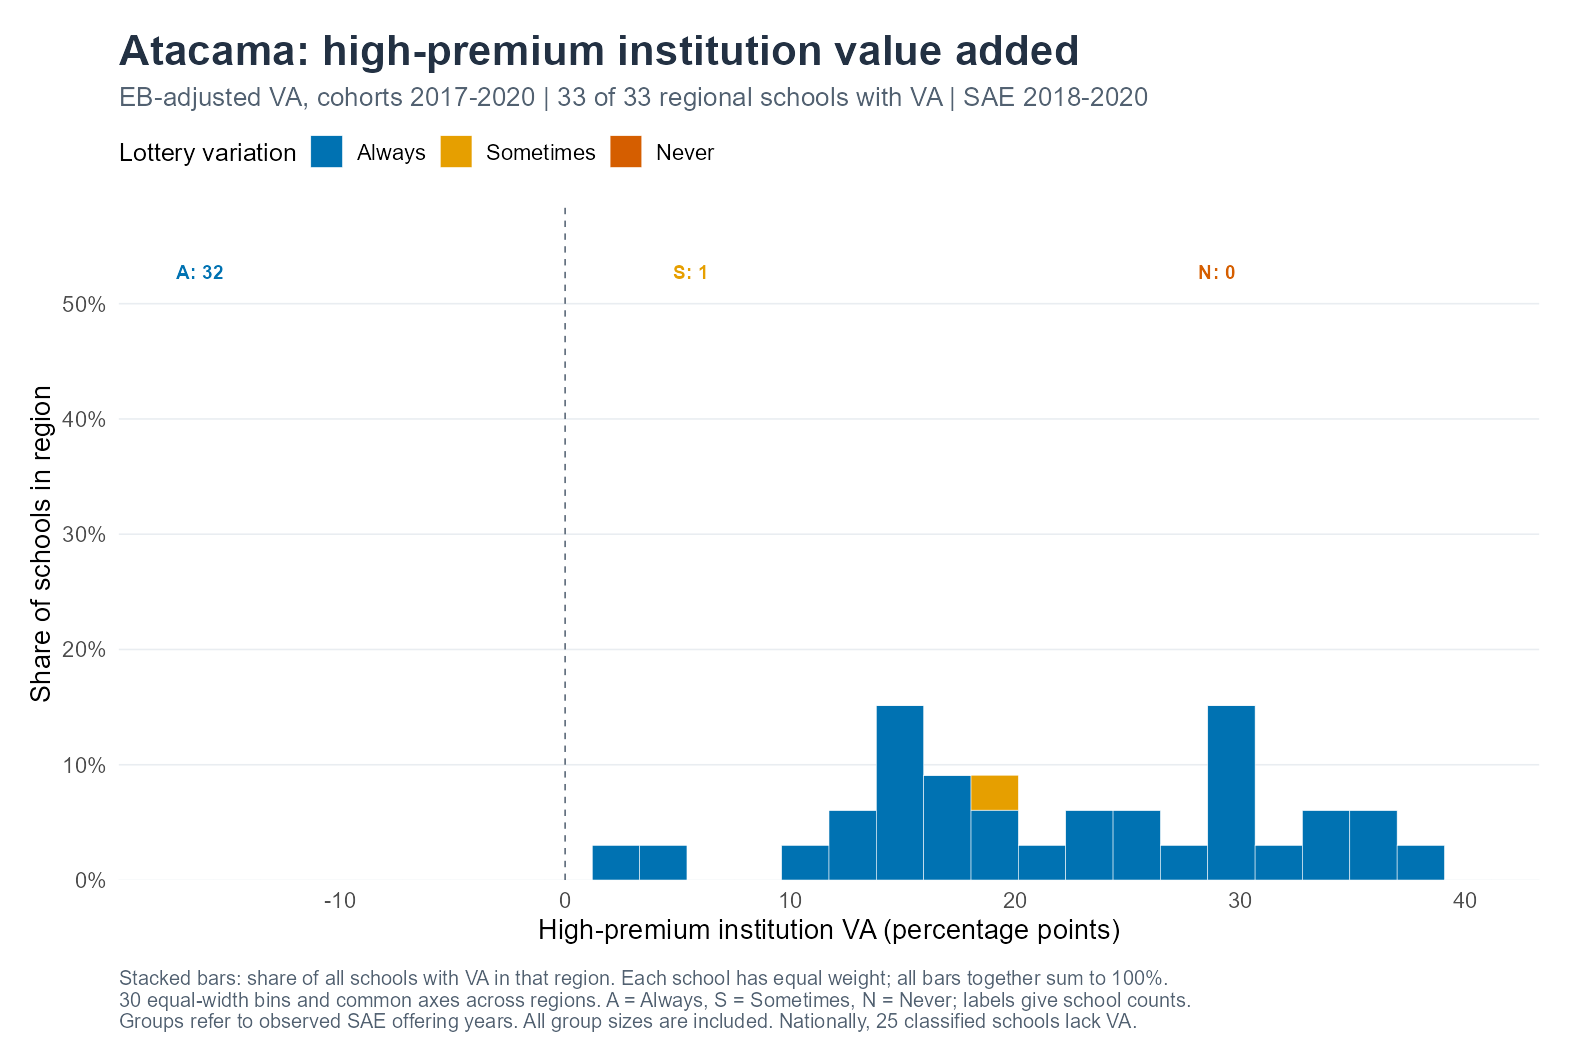 Atacama: high-premium institution value added
EB-adjusted VA, cohorts 2017-2020 | 33 of 33 regional schools with VA | SAE 2018-2020
Lottery variation Always Sometimes Never
A: 32 S: 1 N: 0
50%
40%
30%
20%
10%
0%
Share of schools in region
-10 0 10 20 30 40
High-premium institution VA (percentage points)
Stacked bars: share of all schools with VA in that region. Each school has equal weight; all bars together sum to 100%.
30 equal-width bins and common axes across regions. A = Always, S = Sometimes, N = Never; labels give school counts.
Groups refer to observed SAE offering years. All group sizes are included. Nationally, 25 classified schools lack VA.